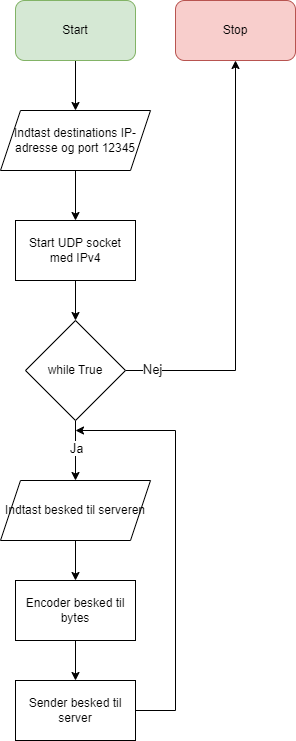 Start
Stop
Indtast destinations IP-
adresse og port 12345
Start UDP socket
med IPv4
while True
Nej
Ja
Indtast besked til serveren
Encoder besked til
bytes
Sender besked til
server